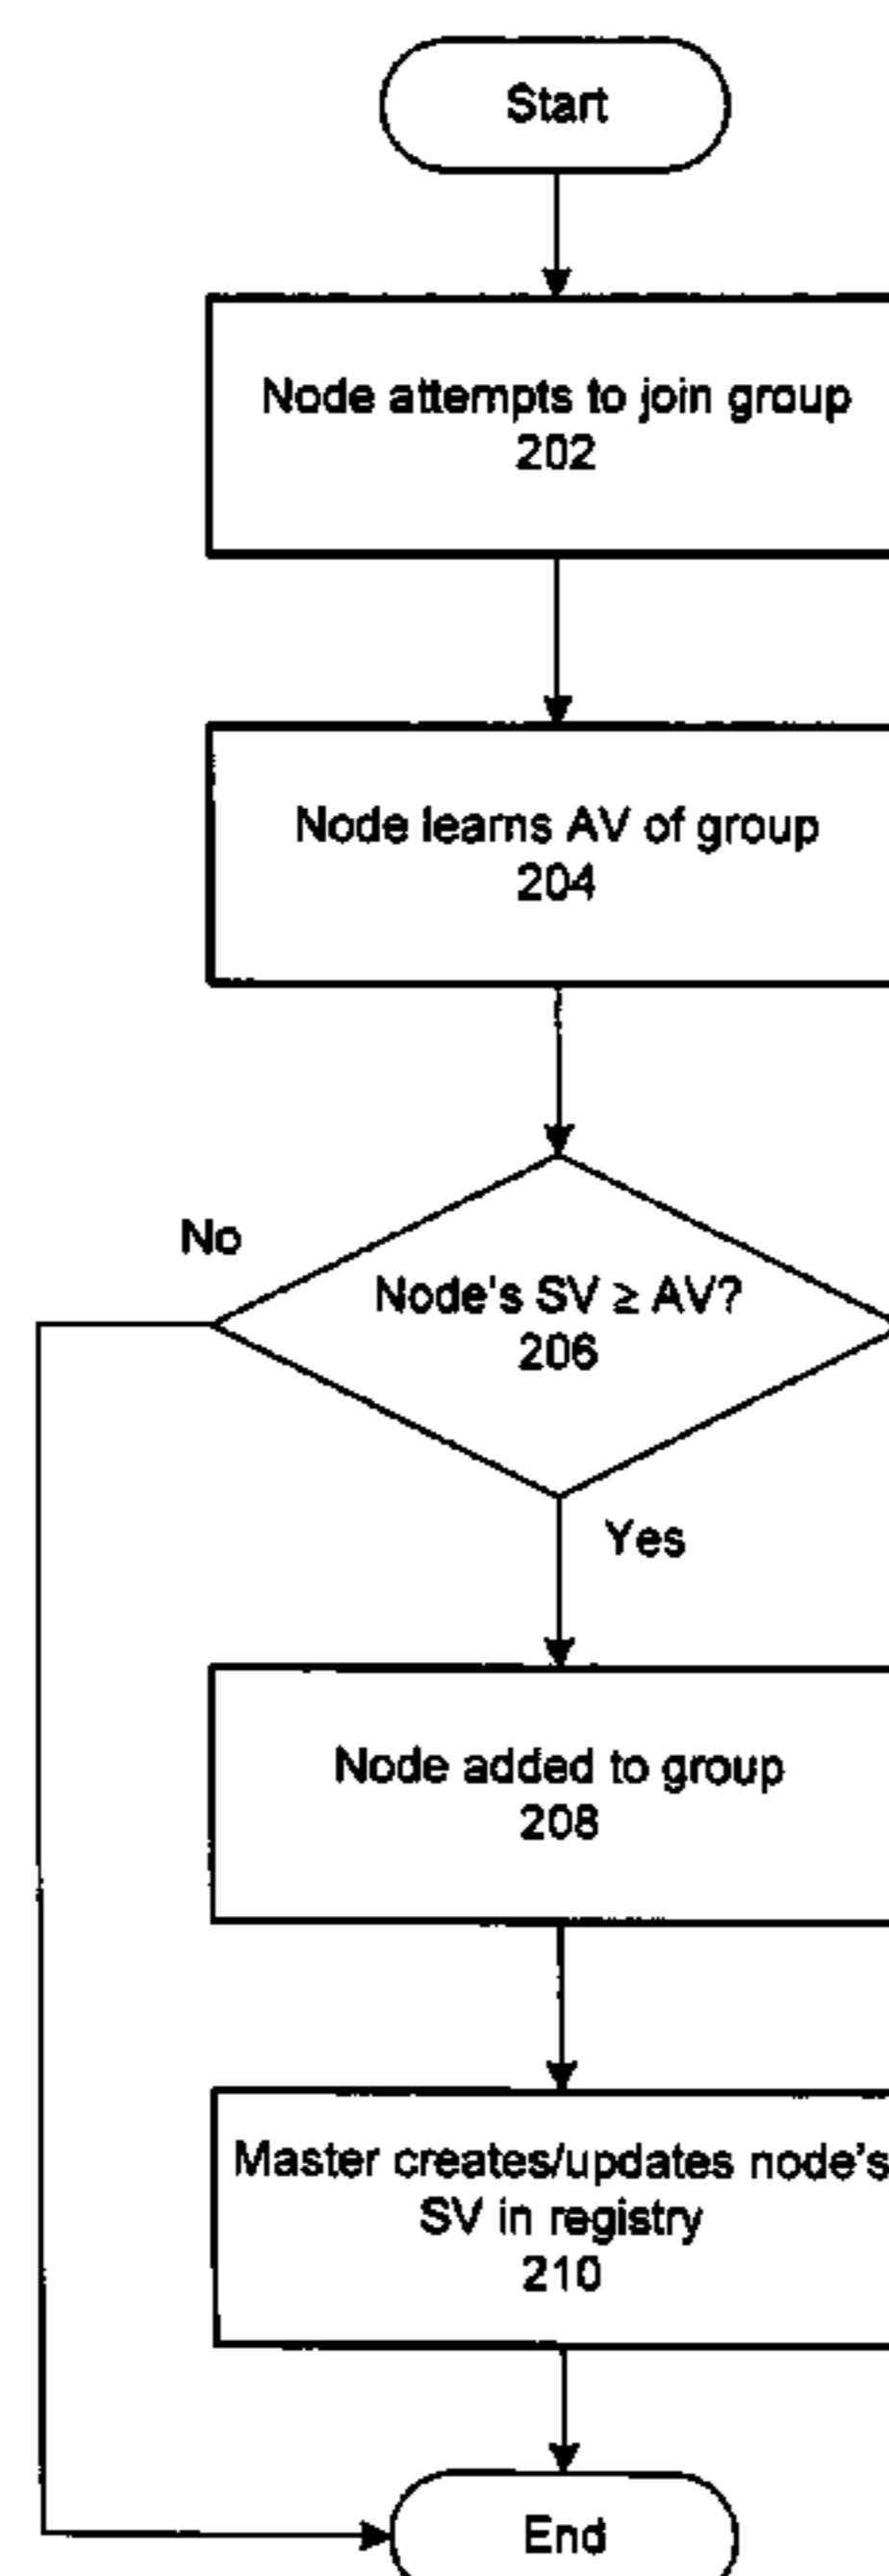 Start
Node attempts to join group
202
Node learns AV of group
204
No
Node's SV ≥ AV?
206
Yes
Node added to group
208
Master creates/updates node's
SV in registry
210
End